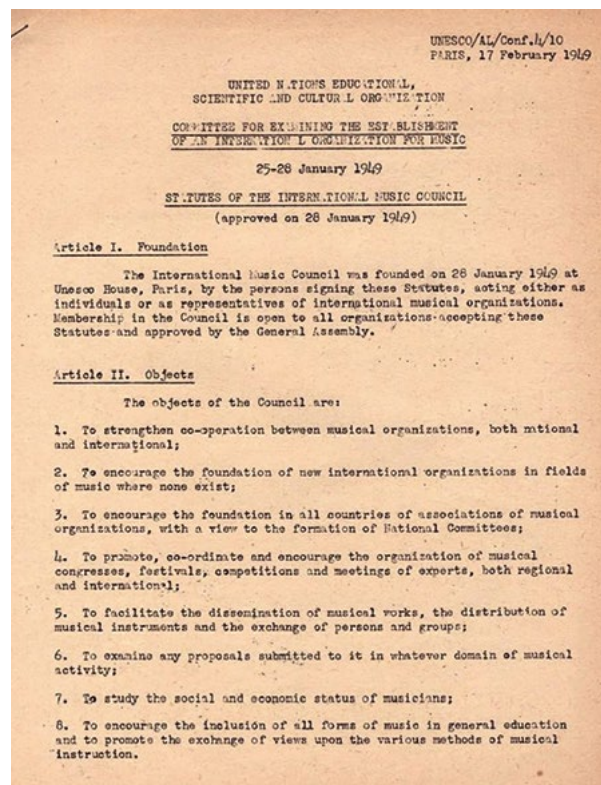 UNESCO/AL/Conf.4/10
PARIS, 17 February 1949
UNITED NATIONS EDUCATIONAL,
SCIENTIFIC AND CULTURAL ORGANIZATION
COMMITTEE FOR EXAMINING THE ESTABLISHMENT
OF AN INTERNATIONAL ORGANIZATION FOR MUSIC
25-28 January 1949
STATUTES OF THE INTERNATIONAL MUSIC COUNCIL
(approved on 28 January 1949)
Article I. Foundation
The International Music Council was founded on 28 January 1949 at
Unesco House, Paris, by the persons signing these Statutes, acting either as
individuals or as representatives of international musical organizations.
Membership in the Council is open to all organizations accepting these
Statutes and approved by the General Assembly.
Article II. Objects
The objects of the Council are:
1. To strengthen co-operation between musical organizations, both national
and international;
2. To encourage the foundation of new international organizations in fields
of music where none exist;
3. To encourage the foundation in all countries of associations of musical
organizations, with a view to the formation of National Committees;
4. To promote, co-ordinate and encourage the organization of musical
congresses, festivals, competitions and meetings of experts, both regional
and international;
5. To facilitate the dissemination of musical works, the distribution of
musical instruments and the exchange of persons and groups;
6. To examine any proposals submitted to it in whatever domain of musical
activity;
7. To study the social and economic status of musicians;
8. To encourage the inclusion of all forms of music in general education
and to promote the exchange of views upon the various methods of musical
instruction.